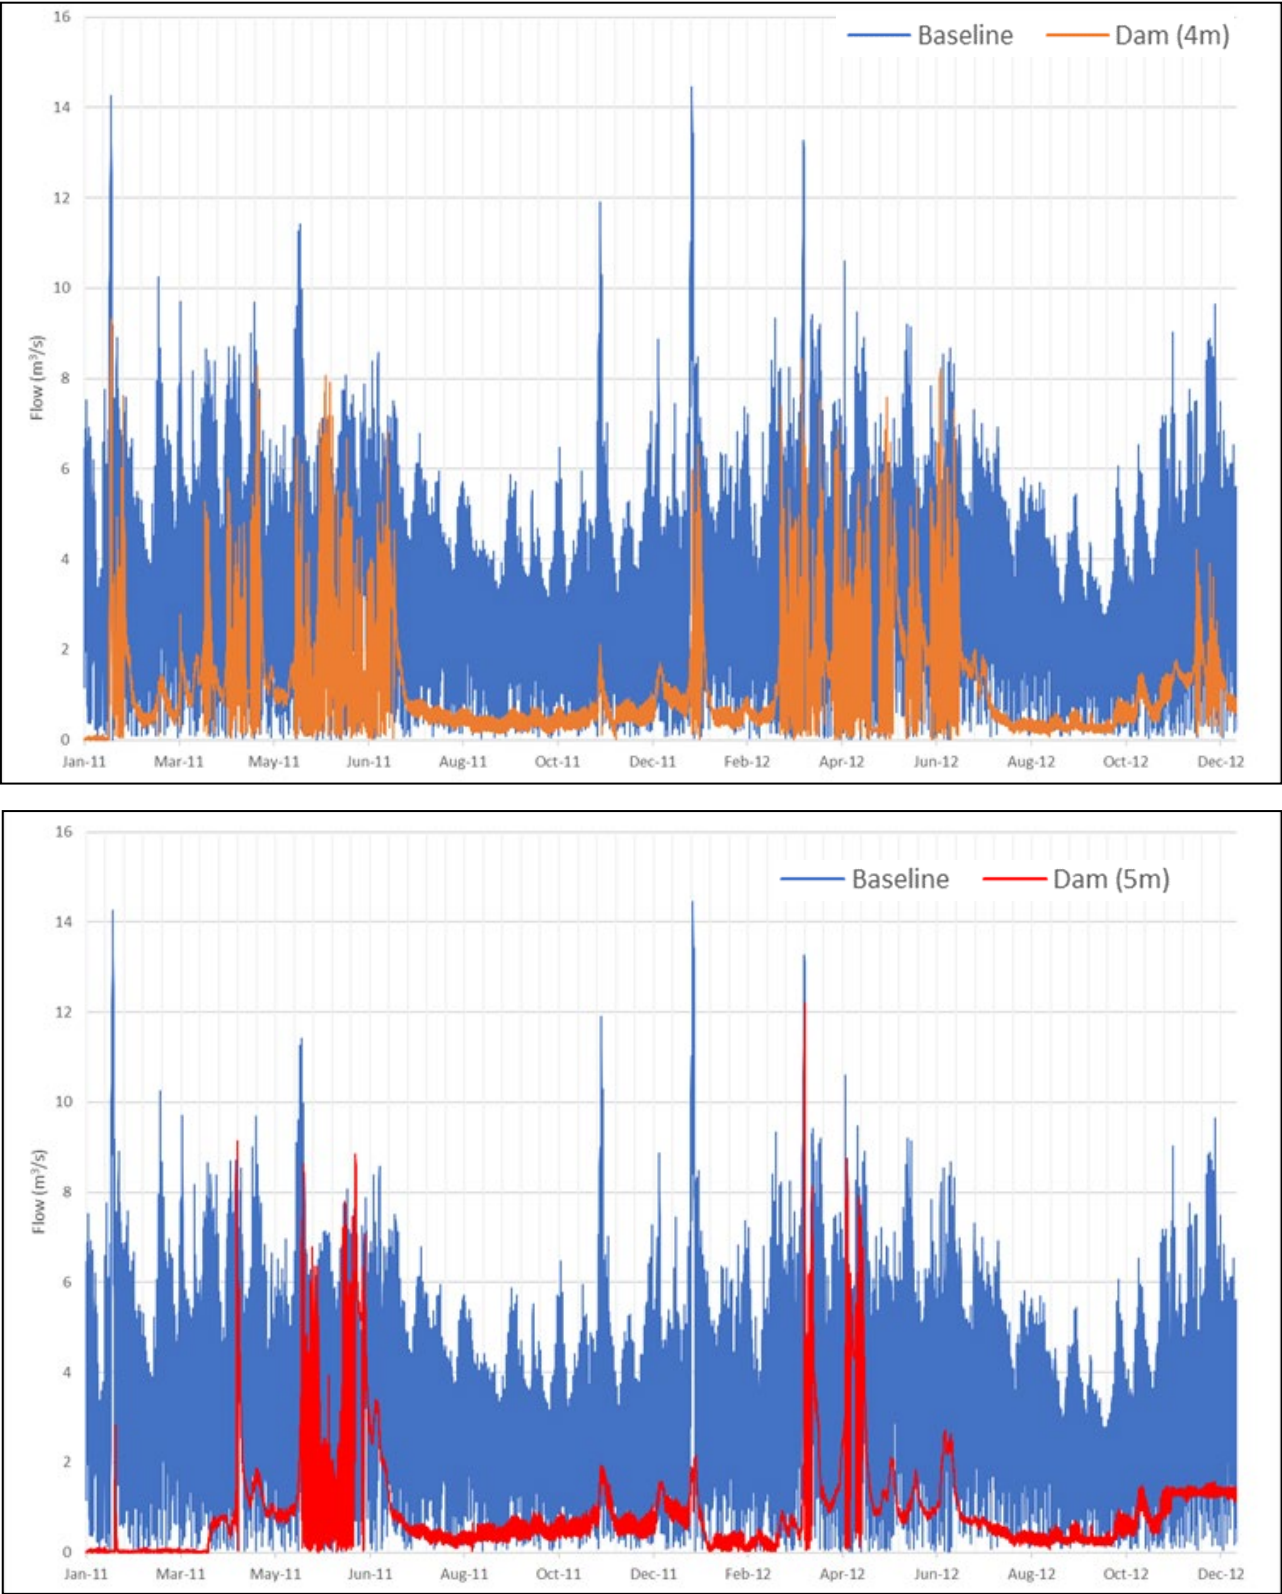 16
Baseline
Dam (4m)
14
12
10
8
6
4
2
0
Flow (m³/s)
Jan-11
Mar-11
May-11
Jun-11
Aug-11
Oct-11
Dec-11
Feb-12
Apr-12
Jun-12
Aug-12
Oct-12
Dec-12
16
Baseline
Dam (5m)
14
12
10
8
6
4
2
0
Flow (m³/s)
Jan-11
Mar-11
May-11
Jun-11
Aug-11
Oct-11
Dec-11
Feb-12
Apr-12
Jun-12
Aug-12
Oct-12
Dec-12